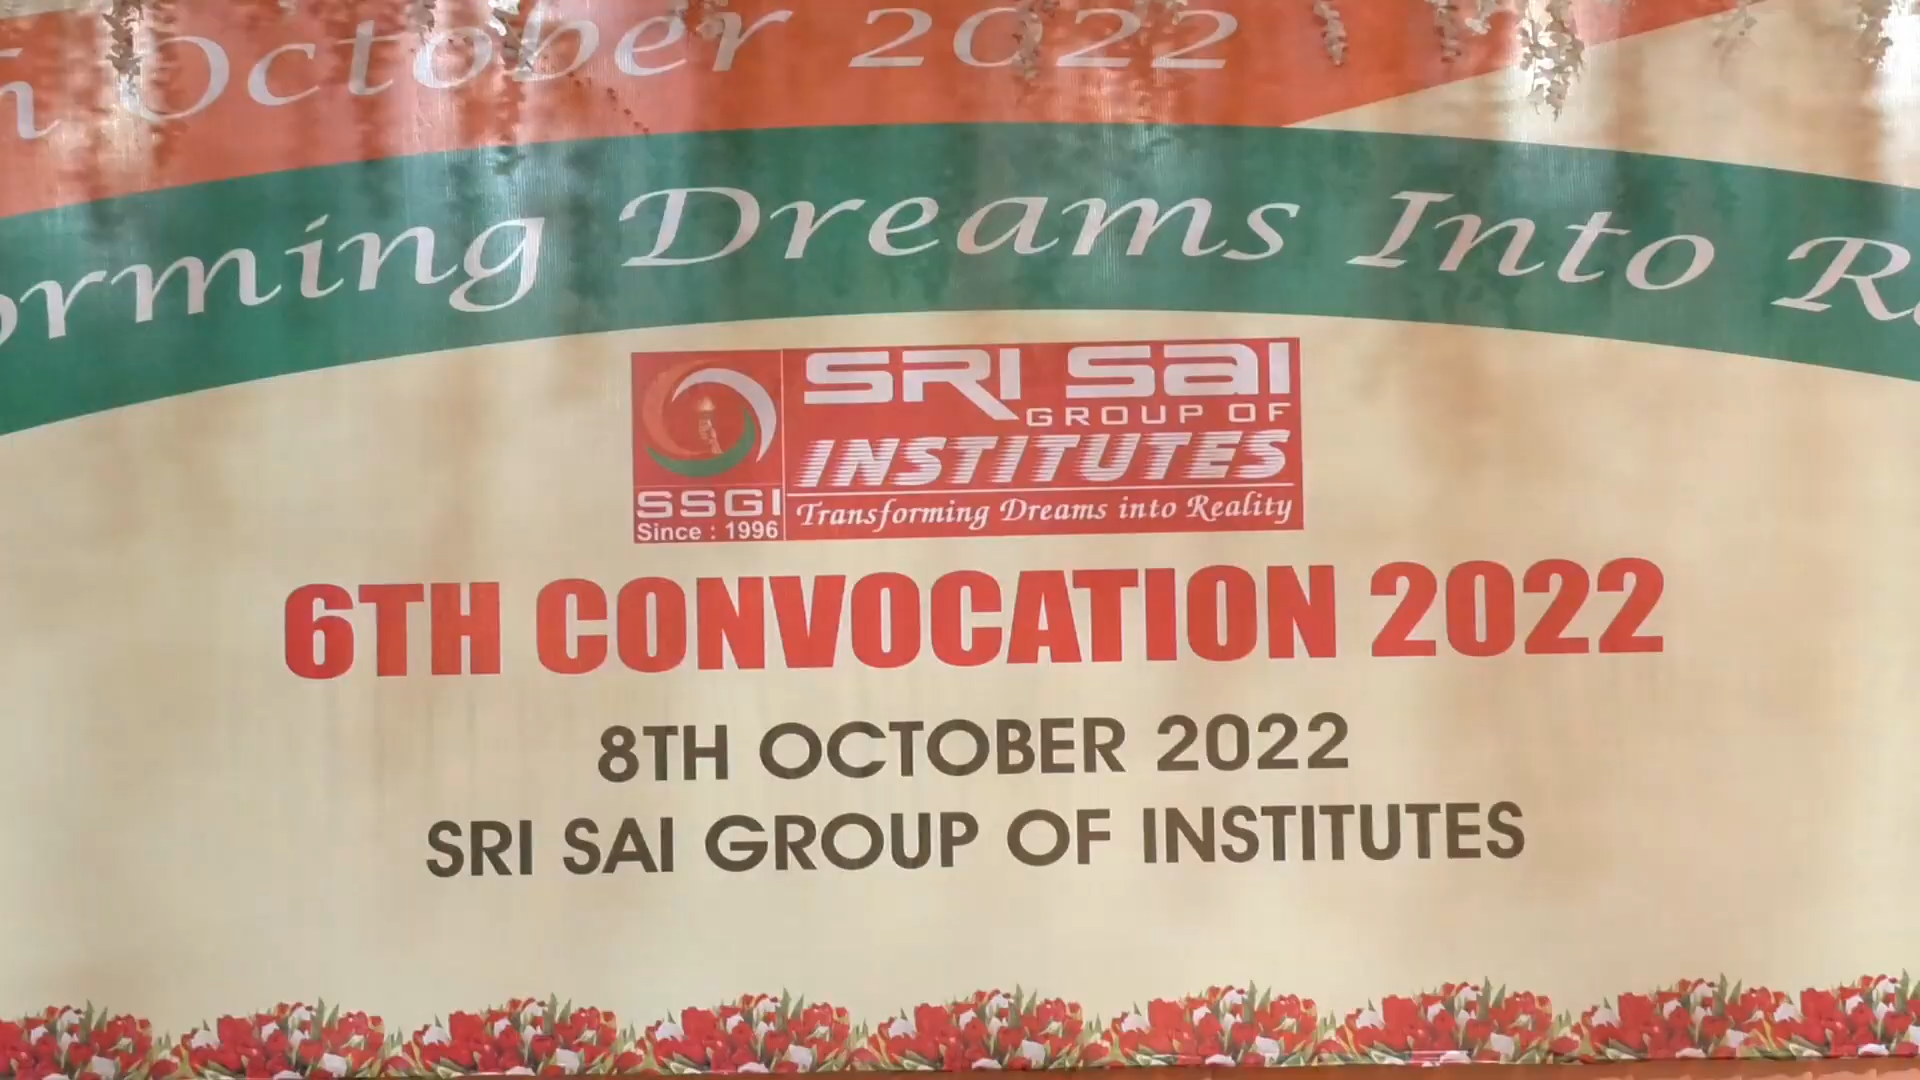 October 2022
Dreams Into
SRI SAI
GROUP OF
INSTITUTES
SSGI
Since : 1996
Transforming Dreams into Reality
6TH CONVOCATION 2022
8TH OCTOBER 2022
SRI SAI GROUP OF INSTITUTES